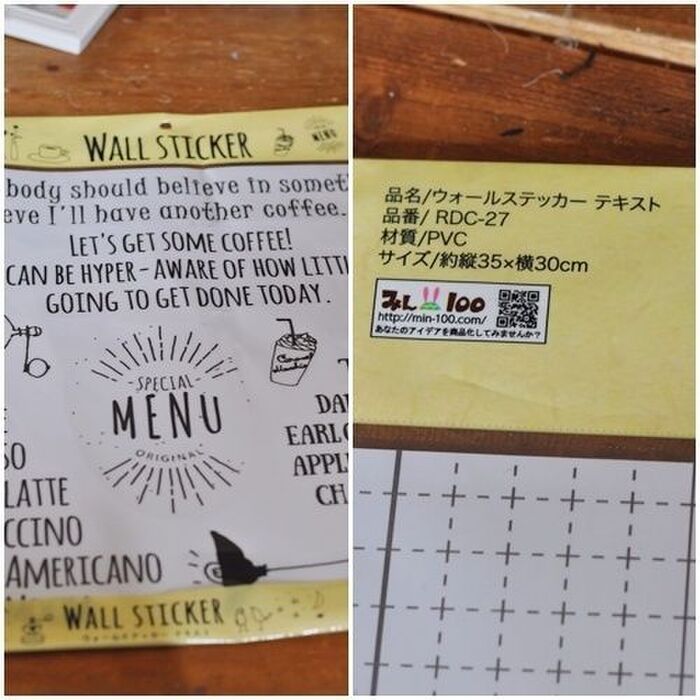 WALL STICKER
MENU
body should believe in somet
eve I'll have another coffee.
LET'S GET SOME COFFEE!
CAN BE HYPER-AWARE OF HOW LITTL
GOING TO GET DONE TODAY.
SPECIAL
MENU
ORIGINAL
DA
EARLG
APPL
CH
SO
LATTE
CCINO
AMERICANO
WALL STICKER
品名/ウォールステッカー テキスト
品番/ RDC-27
材質/PVC
サイズ/約縦35×横30cm
みん 100
http://min-100.com/
あなたのアイデアを商品化してみませんか?